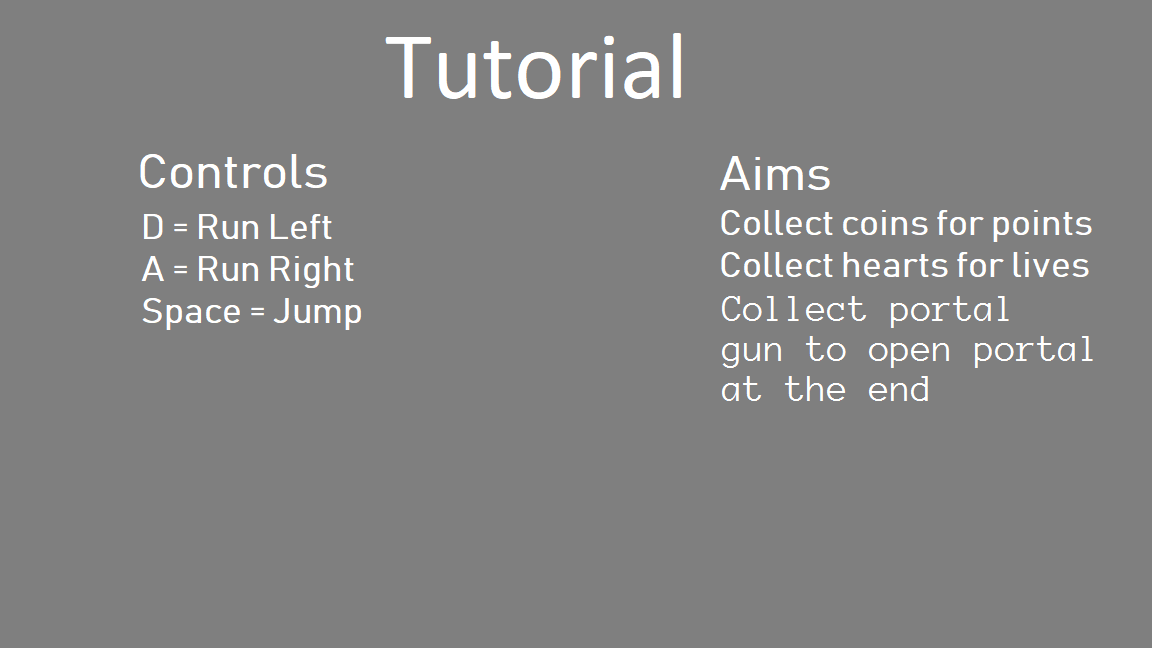 Tutorial
Controls
D = Run Left
A = Run Right
Space = Jump
Aims
Collect coins for points
Collect hearts for lives
Collect portal
gun to open portal
at the end